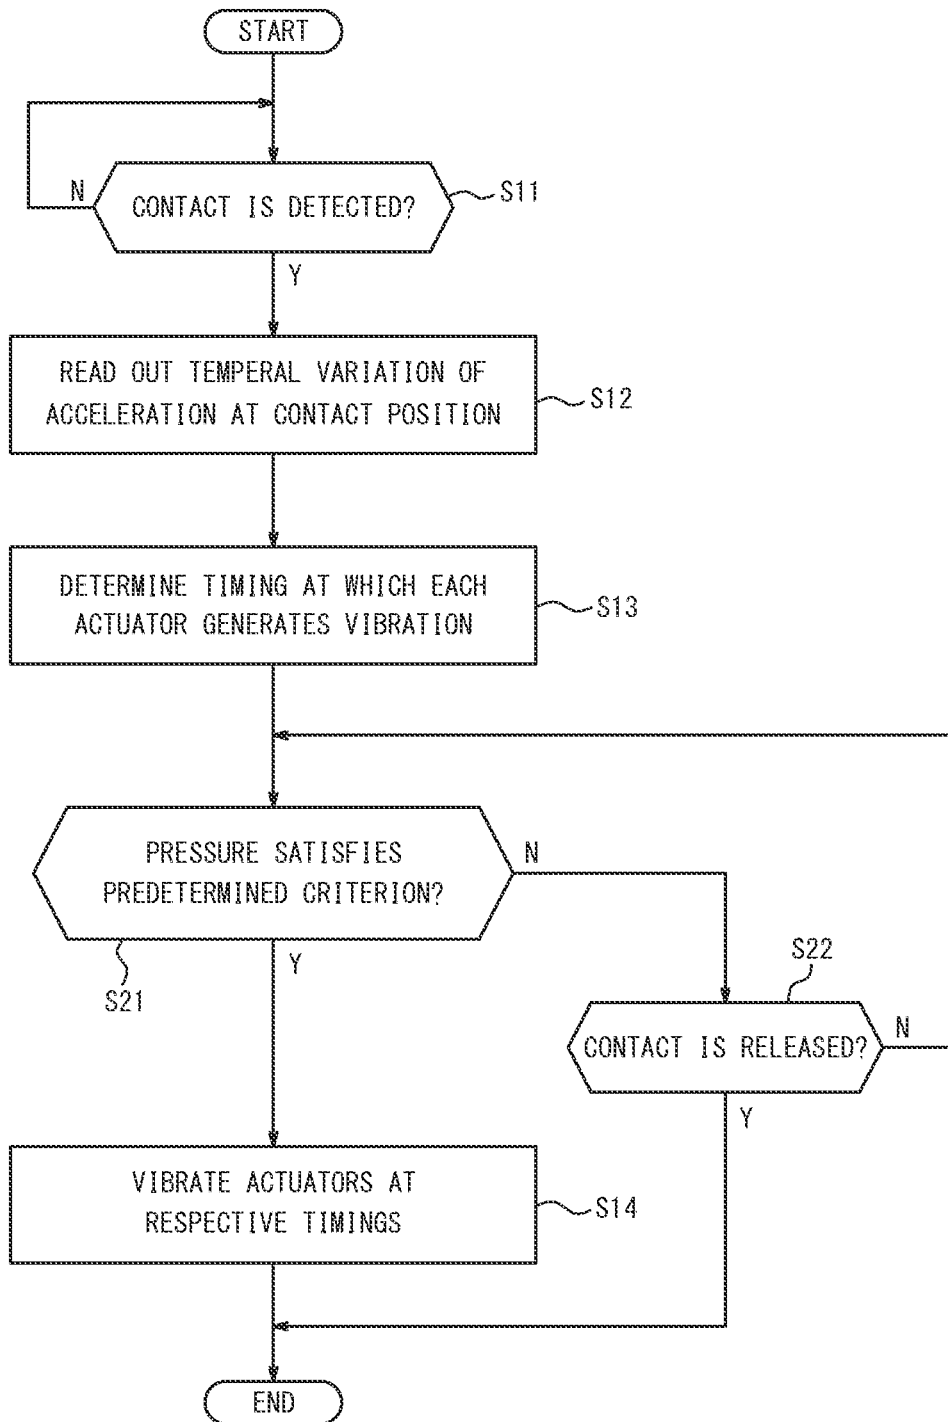 START
N
CONTACT IS DETECTED?
S11
Y
READ OUT TEMPERAL VARIATION OF
ACCELERATION AT CONTACT POSITION
S12
DETERMINE TIMING AT WHICH EACH
ACTUATOR GENERATES VIBRATION
S13
PRESSURE SATISFIES
PREDETERMINED CRITERION?
N
S21
Y
S22
CONTACT IS RELEASED?
N
Y
VIBRATE ACTUATORS AT
RESPECTIVE TIMINGS
S14
END